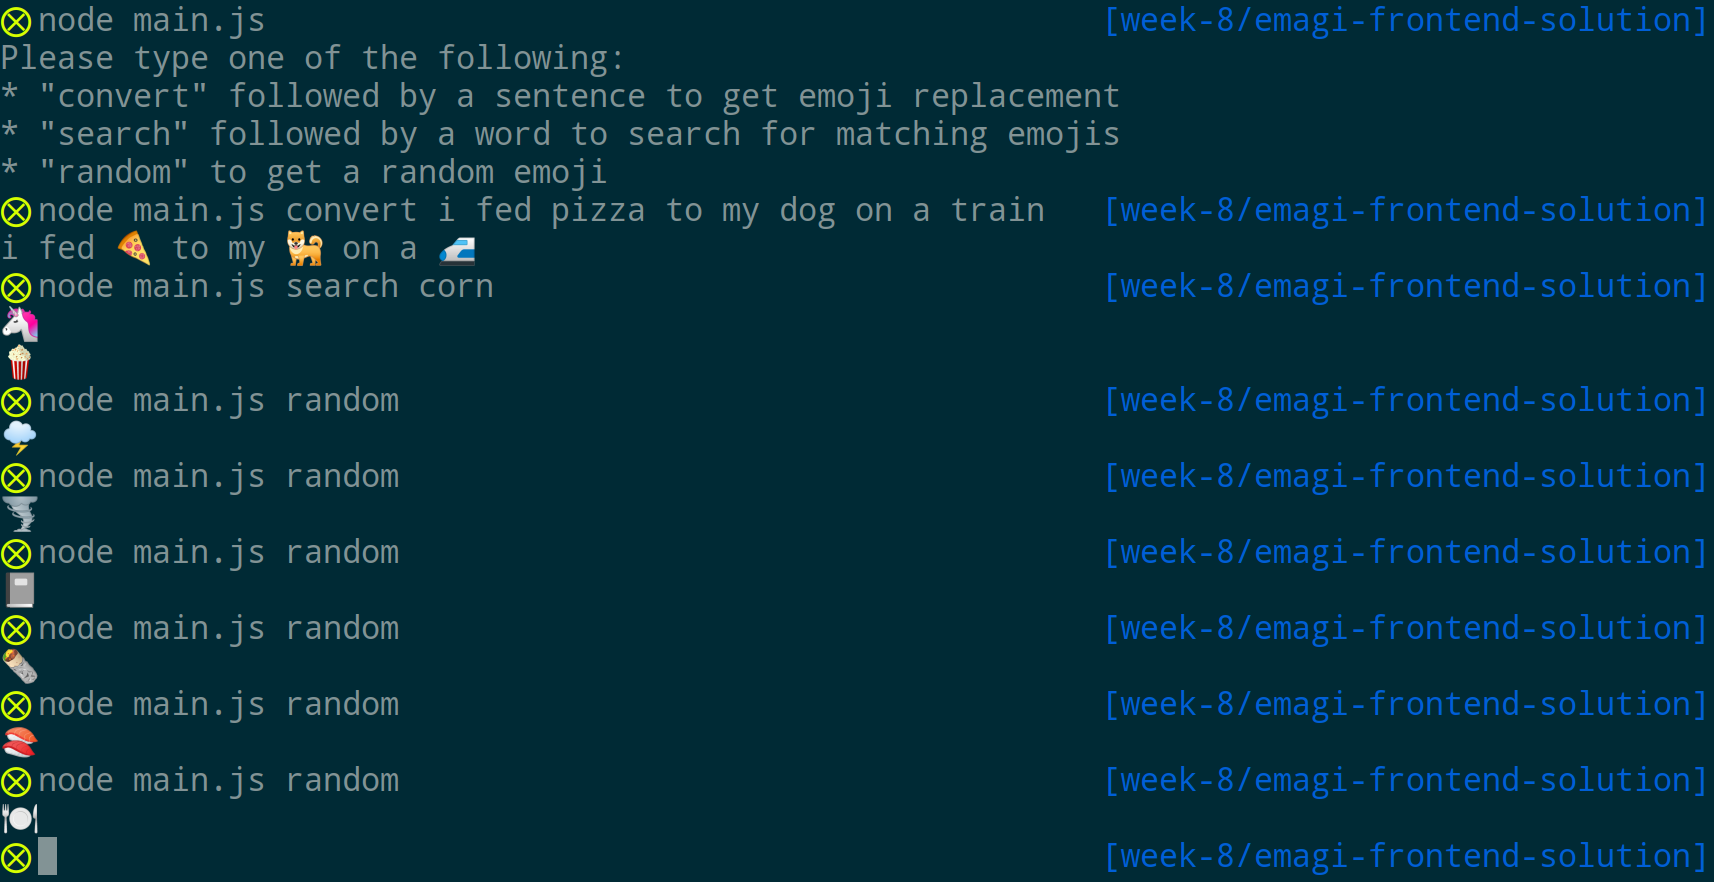 ⨂node main.js [week-8/emagi-frontend-solution]
Please type one of the following:
* "convert" followed by a sentence to get emoji replacement
* "search" followed by a word to search for matching emojis
* "random" to get a random emoji
⨂node main.js convert i fed pizza to my dog on a train [week-8/emagi-frontend-solution]
i fed 🍕 to my 🐕 on a 🚅
⨂node main.js search corn [week-8/emagi-frontend-solution]
🦄
🍿
⨂node main.js random [week-8/emagi-frontend-solution]
🌩️
⨂node main.js random [week-8/emagi-frontend-solution]
🌪️
⨂node main.js random [week-8/emagi-frontend-solution]
📓
⨂node main.js random [week-8/emagi-frontend-solution]
🌯
⨂node main.js random [week-8/emagi-frontend-solution]
🍣
⨂node main.js random [week-8/emagi-frontend-solution]
🍽️
⨂ [week-8/emagi-frontend-solution]